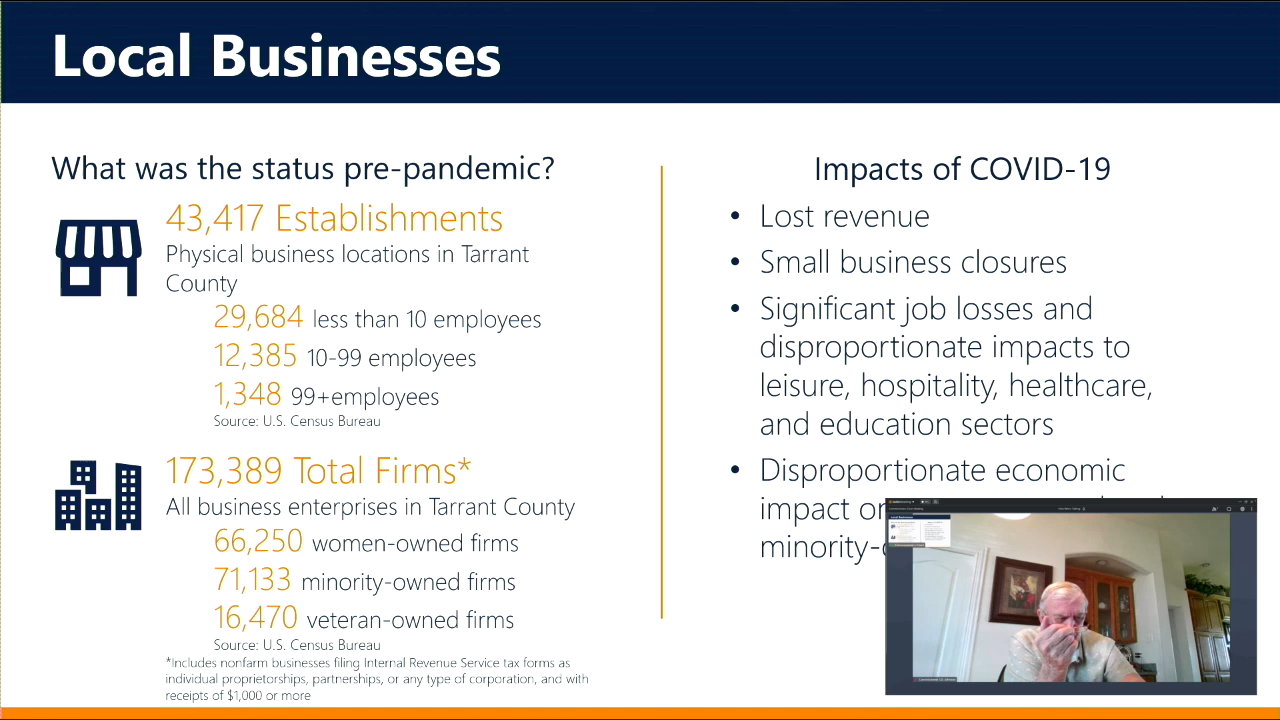 Local Businesses
What was the status pre-pandemic?
43,417 Establishments
Physical business locations in Tarrant
County
29,684 less than 10 employees
12,385 10-99 employees
1,348 99+employees
Source: U.S. Census Bureau
173,389 Total Firms*
All business enterprises in Tarrant County
66,250 women-owned firms
71,133 minority-owned firms
16,470 veteran-owned firms
Source: U.S. Census Bureau
*Includes nonfarm businesses filing Internal Revenue Service tax forms as
individual proprietorships, partnerships, or any type of corporation, and with
receipts of $1,000 or more
Impacts of COVID-19
• Lost revenue
• Small business closures
• Significant job losses and
disproportionate impacts to
leisure, hospitality, healthcare,
and education sectors
• Disproportionate economic
impact
minority-
Local Businesses